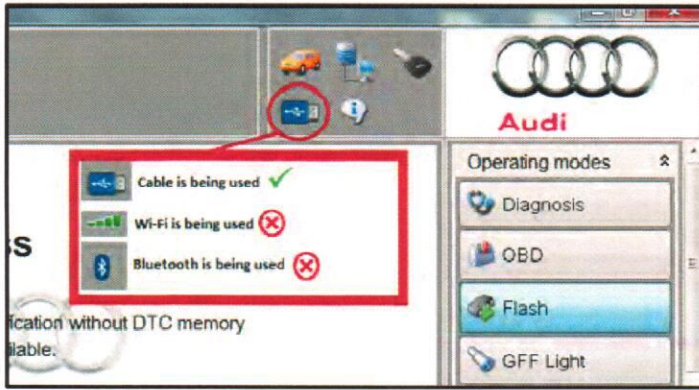 Audi
Operating modes
Cable is being used
Diagnosis
Wi-Fi is being used
ss
OBD
Bluetooth is being used
Flash
ication without DTC memory
ilable.
GFF Light